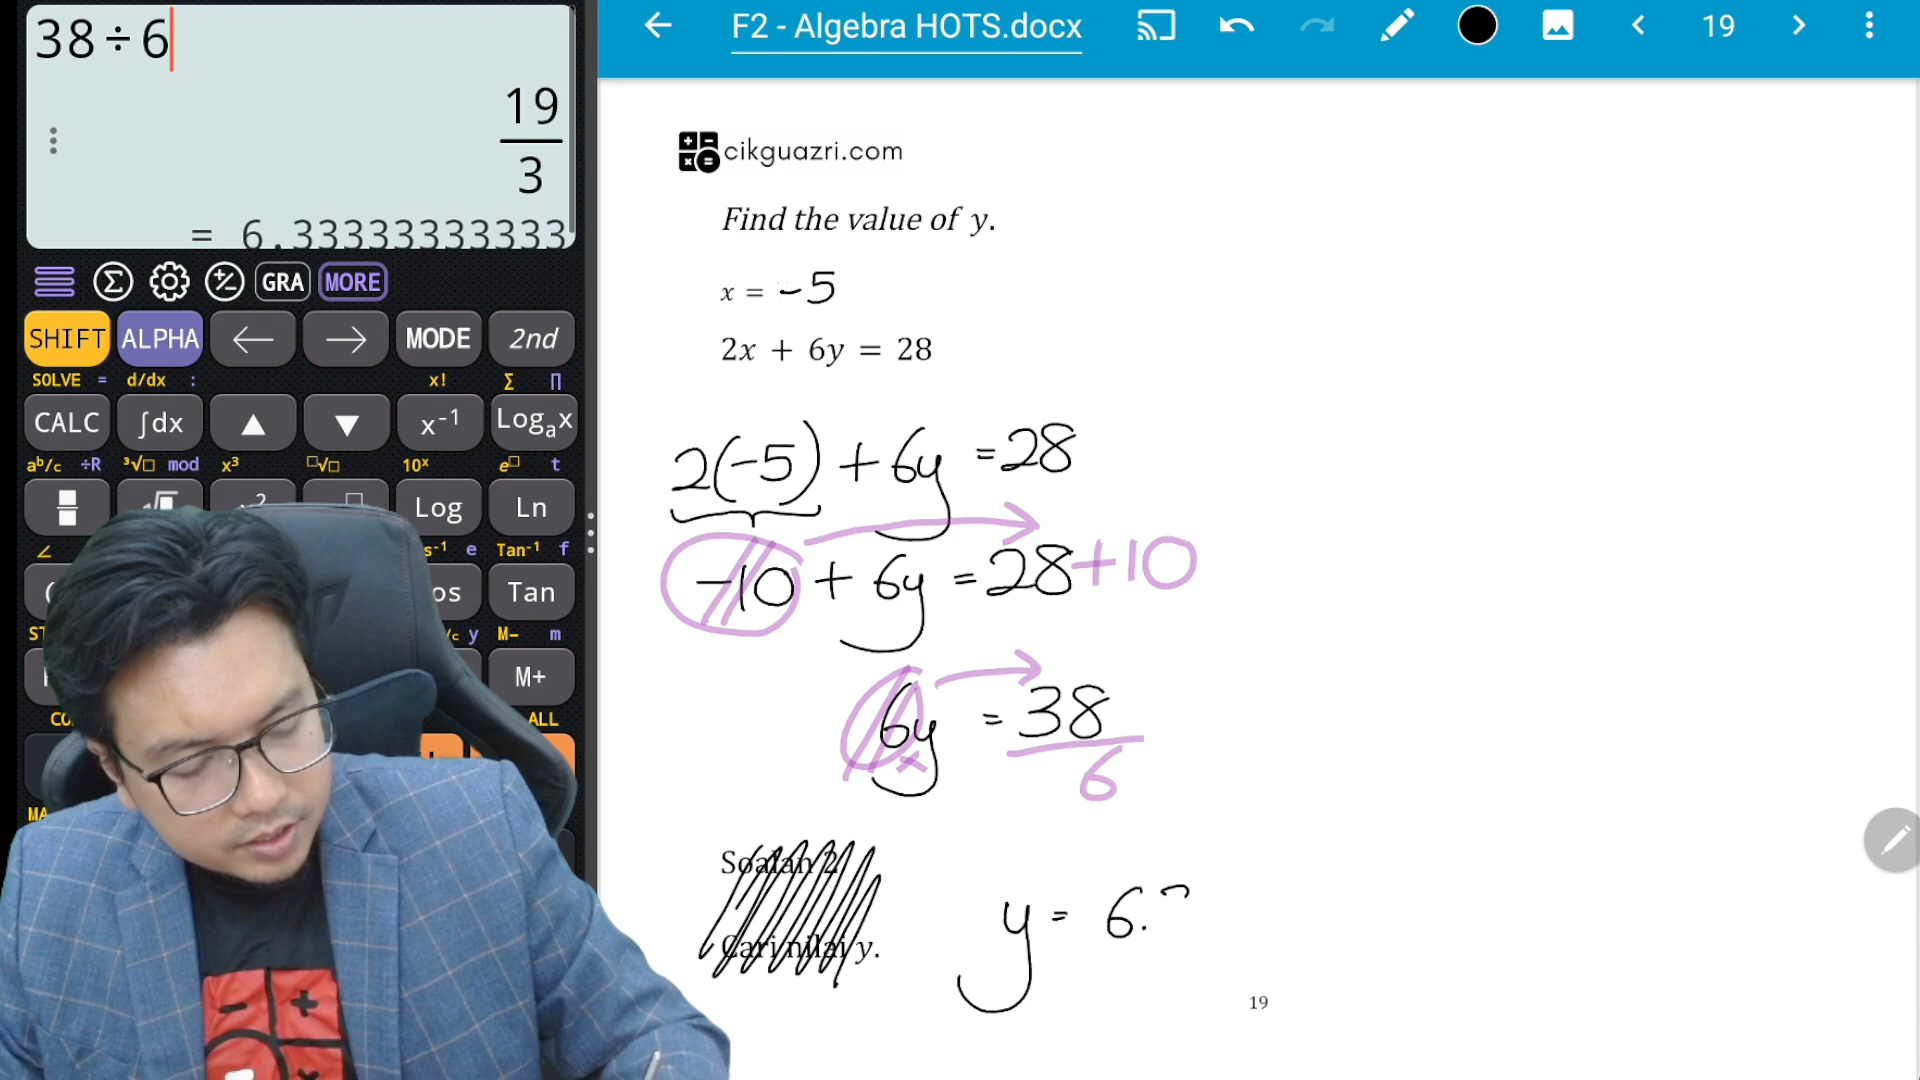 38÷6
19
3
= 6.33333333333
GRA MORE
SHIFT ALPHA ← → MODE 2nd
SOLVE = d/dx : x! Σ ∏
CALC ∫dx ▲ ▼ x⁻¹ Logₐx
aᵇ/c ÷R ³√□ mod x³ □√□ 10ˣ e□ t
Log Ln
∠ s⁻¹ e Tan⁻¹ f
os Tan
/c y M− m
M+
ALL
F2 - Algebra HOTS.docx
19
cikguazri.com
Find the value of y.
x = -5
2x + 6y = 28
2(-5) + 6y = 28
-10 + 6y = 28 +10
6y = 38
6
Soalan 2
Cari nilai y.
y = 6.
19